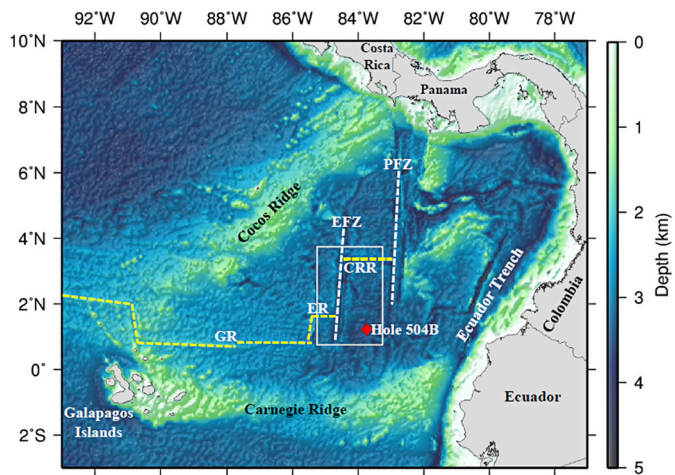 92°W 90°W 88°W 86°W 84°W 82°W 80°W 78°W
10°N
8°N
6°N
4°N
2°N
0°
2°S
Costa
Rica
Panama
PFZ
Cocos Ridge
EFZ
CRR
ER
Hole 504B
GR
Ecuador Trench
Colombia
Ecuador
Carnegie Ridge
Galapagos
Islands
0
1
2
3
4
5
Depth (km)